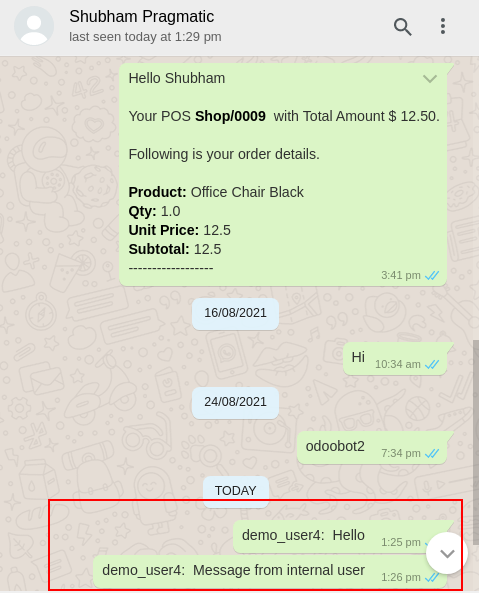 Shubham Pragmatic
last seen today at 1:29 pm
Hello Shubham
Your POS Shop/0009 with Total Amount $ 12.50.
Following is your order details.
Product: Office Chair Black
Qty: 1.0
Unit Price: 12.5
Subtotal: 12.5
------------------
3:41 pm
16/08/2021
Hi
10:34 am
24/08/2021
odoobot2
7:34 pm
TODAY
demo_user4: Hello
1:25 pm
demo_user4: Message from internal user
1:26 pm